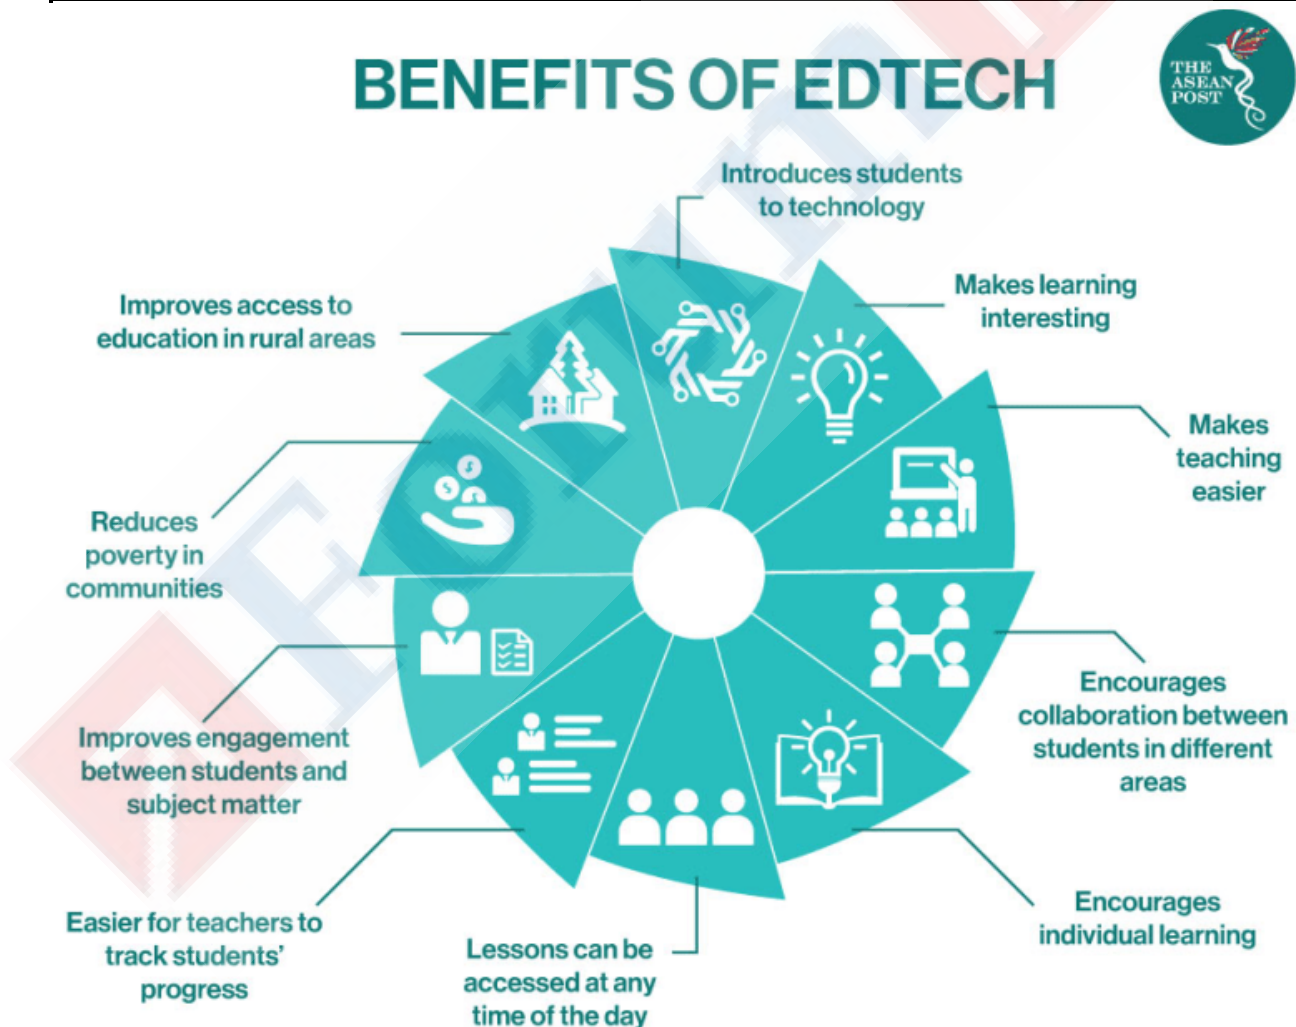 BENEFITS OF EDTECH
THE
ASEAN
POST
Introduces students
to technology
Makes learning
interesting
Makes
teaching
easier
Encourages
collaboration between
students in different
areas
Encourages
individual learning
Lessons can be
accessed at any
time of the day
Easier for teachers to
track students'
progress
Improves engagement
between students and
subject matter
Reduces
poverty in
communities
Improves access to
education in rural areas